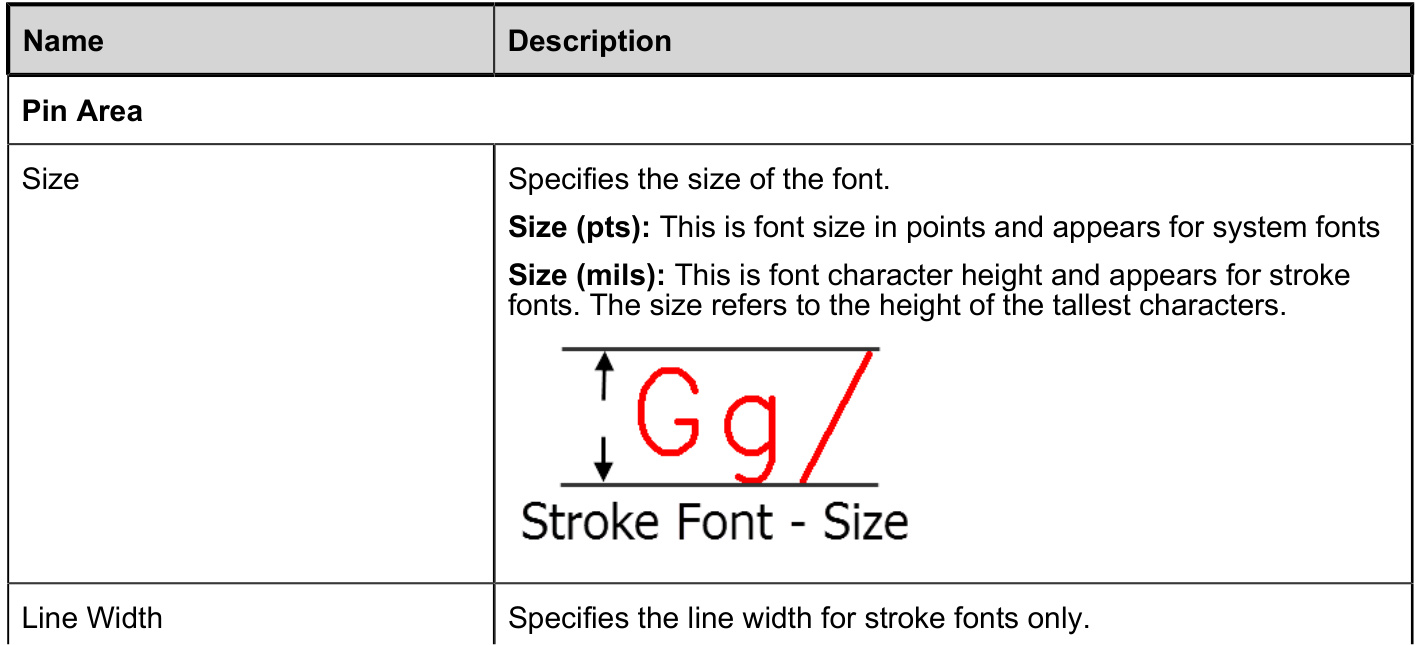 Name
Description
Pin Area
Size
Specifies the size of the font.
Size (pts): This is font size in points and appears for system fonts
Size (mils): This is font character height and appears for stroke
fonts. The size refers to the height of the tallest characters.
Gg/
Stroke Font - Size
Line Width
Specifies the line width for stroke fonts only.